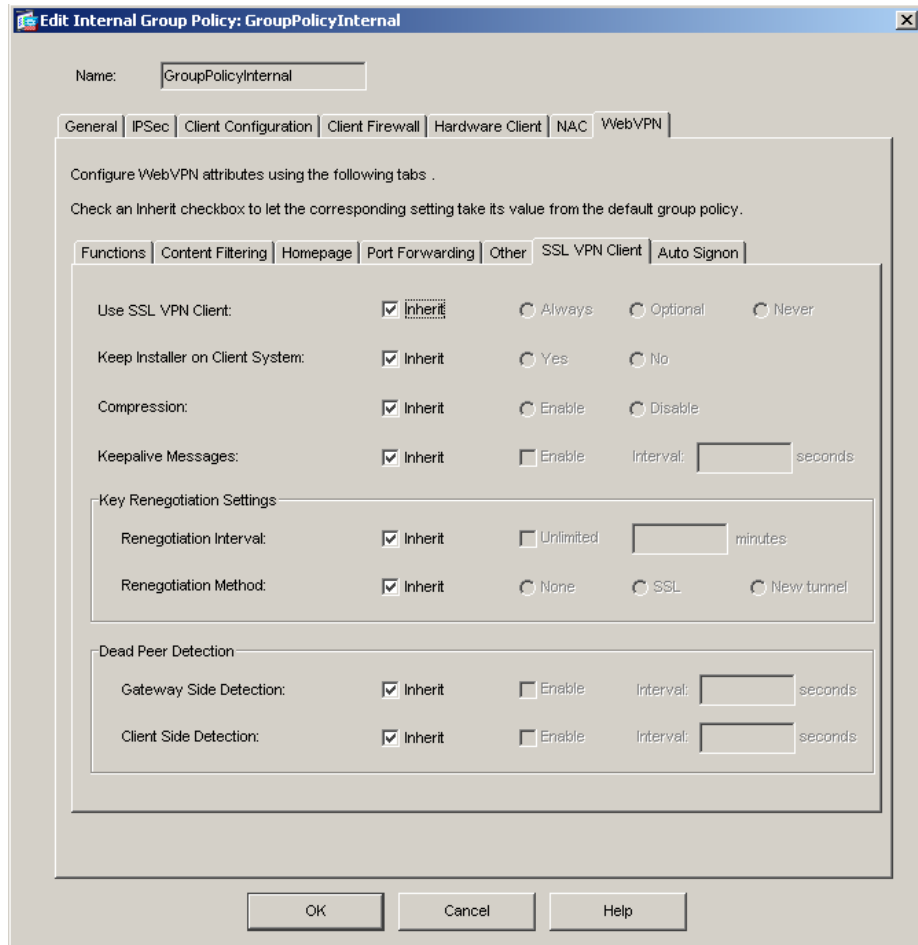 Edit Internal Group Policy: GroupPolicyInternal
Name: GroupPolicyInternal
General IPSec Client Configuration Client Firewall Hardware Client NAC WebVPN
Configure WebVPN attributes using the following tabs .
Check an Inherit checkbox to let the corresponding setting take its value from the default group policy.
Functions Content Filtering Homepage Port Forwarding Other SSL VPN Client Auto Signon
Use SSL VPN Client: Inherit Always Optional Never
Keep Installer on Client System: Inherit Yes No
Compression: Inherit Enable Disable
Keepalive Messages: Inherit Enable Interval: seconds
Key Renegotiation Settings
Renegotiation Interval: Inherit Unlimited minutes
Renegotiation Method: Inherit None SSL New tunnel
Dead Peer Detection
Gateway Side Detection: Inherit Enable Interval: seconds
Client Side Detection: Inherit Enable Interval: seconds
OK Cancel Help